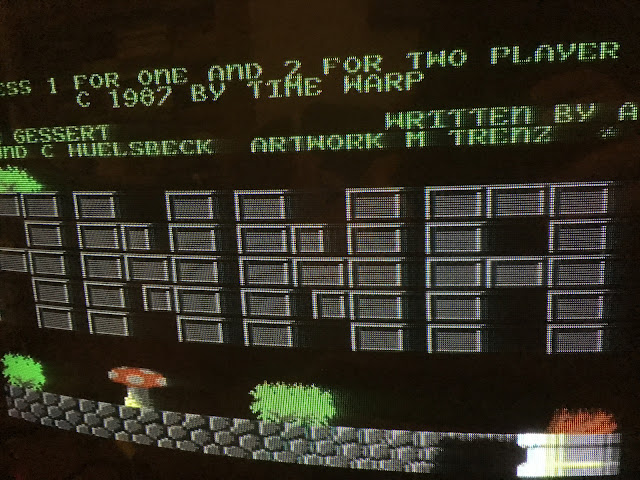 ESS 1 FOR ONE AND 2 FOR TWO PLAYER
C 1987 BY TIME WARP
WRITTEN BY A
GESSERT
UND C HUELSBECK ARTWORK M TRENZ